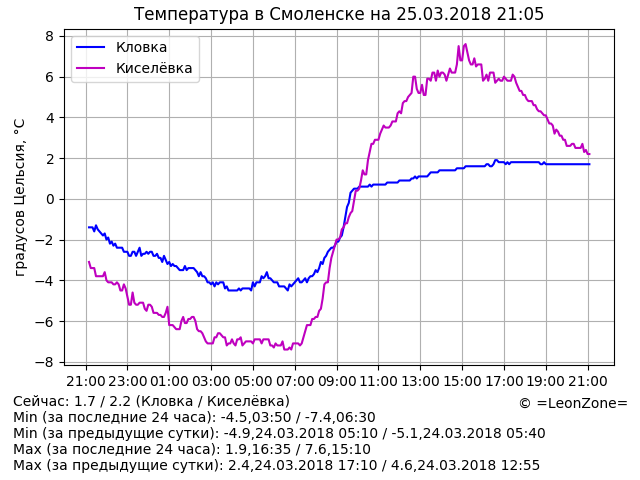 Температура в Смоленске на 25.03.2018 21:05
Кловка
Киселёвка
градусов Цельсия, °C
8
6
4
2
0
−2
−4
−6
−8
21:00 23:00 01:00 03:00 05:00 07:00 09:00 11:00 13:00 15:00 17:00 19:00 21:00
Сейчас: 1.7 / 2.2 (Кловка / Киселёвка)
© =LeonZone=
Min (за последние 24 часа): -4.5,03:50 / -7.4,06:30
Min (за предыдущие сутки): -4.9,24.03.2018 05:10 / -5.1,24.03.2018 05:40
Max (за последние 24 часа): 1.9,16:35 / 7.6,15:10
Max (за предыдущие сутки): 2.4,24.03.2018 17:10 / 4.6,24.03.2018 12:55